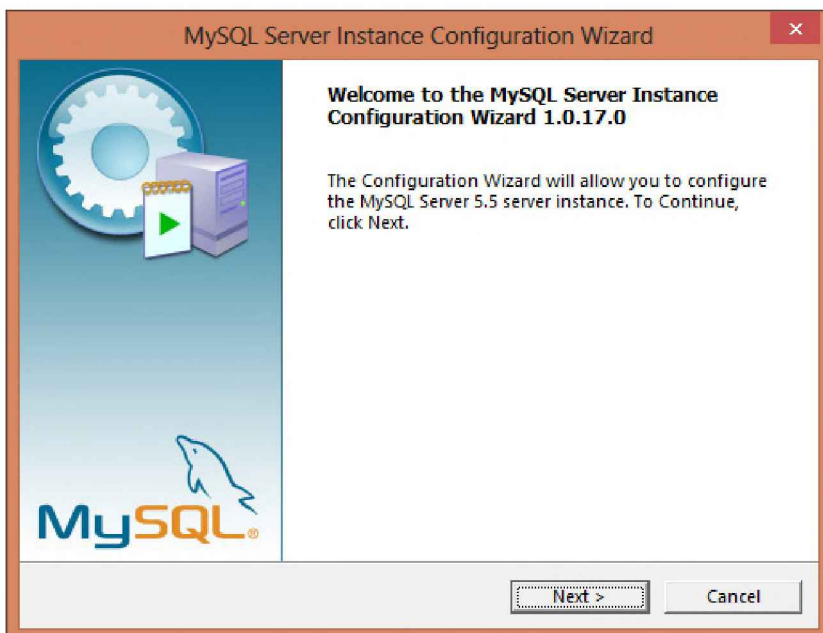 MySQL Server Instance Configuration Wizard
Welcome to the MySQL Server Instance
Configuration Wizard 1.0.17.0
The Configuration Wizard will allow you to configure
the MySQL Server 5.5 server instance. To Continue,
click Next.
MySQL®
Next >
Cancel